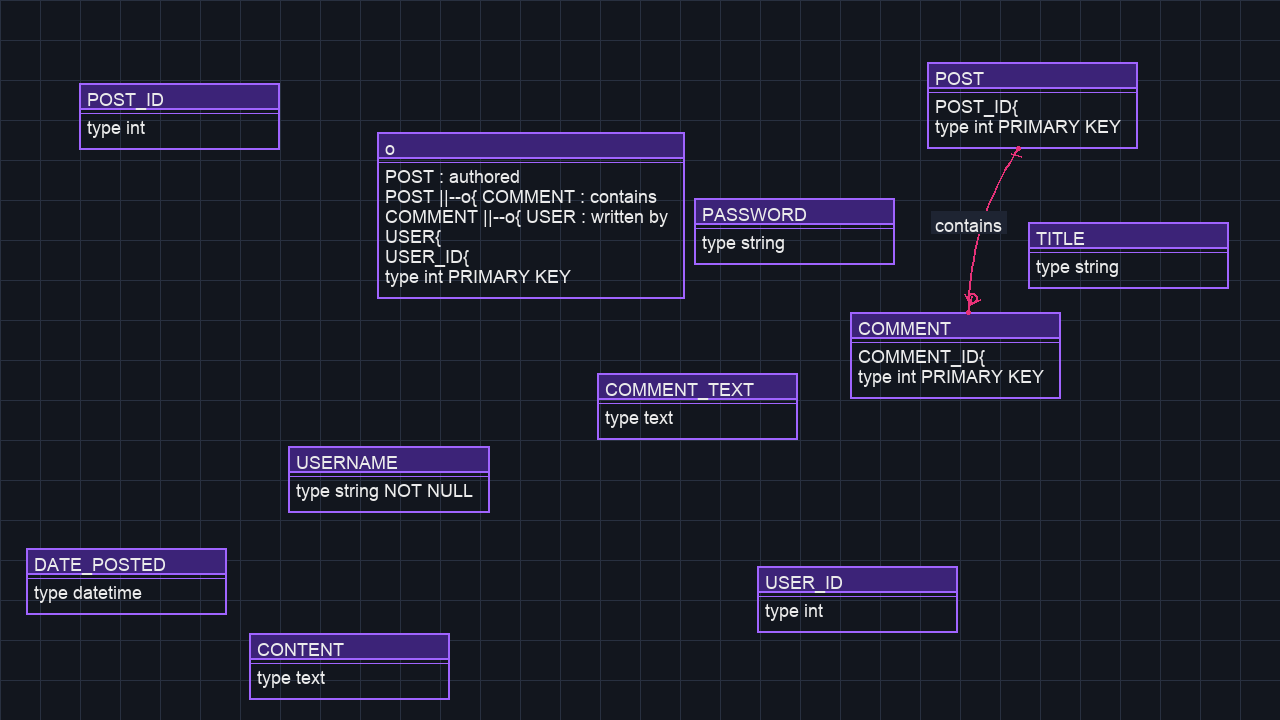 POST
POST_ID{
type int PRIMARY KEY
POST_ID
type int
o
POST : authored
POST ||--o{ COMMENT : contains
COMMENT ||--o{ USER : written by
USER{
USER_ID{
type int PRIMARY KEY
PASSWORD
type string
contains
TITLE
type string
COMMENT
COMMENT_ID{
type int PRIMARY KEY
COMMENT_TEXT
type text
USERNAME
type string NOT NULL
DATE_POSTED
type datetime
USER_ID
type int
CONTENT
type text